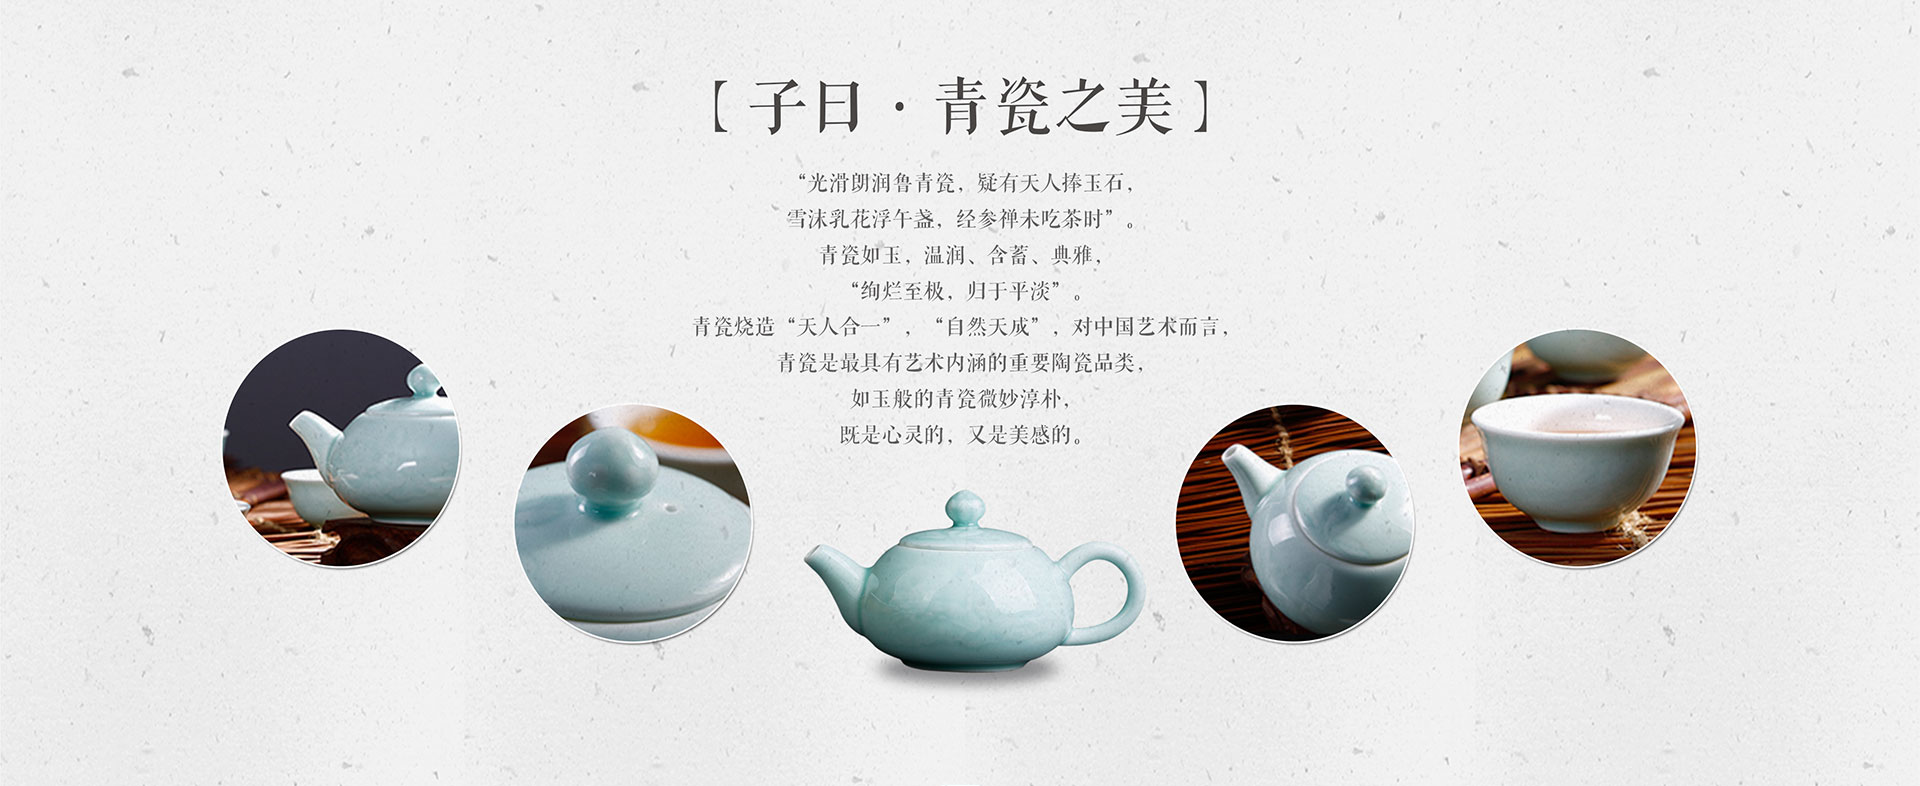 【子曰·青瓷之美】
“光滑朗润鲁青瓷，疑有天人捧玉石，
雪沫乳花浮午盏，经参禅未吃茶时”。
青瓷如玉，温润、含蓄、典雅，
“绚烂至极，归于平淡”。
青瓷烧造“天人合一”，“自然天成”，对中国艺术而言，
青瓷是最具有艺术内涵的重要陶瓷品类，
如玉般的青瓷微妙淳朴，
既是心灵的，又是美感的。